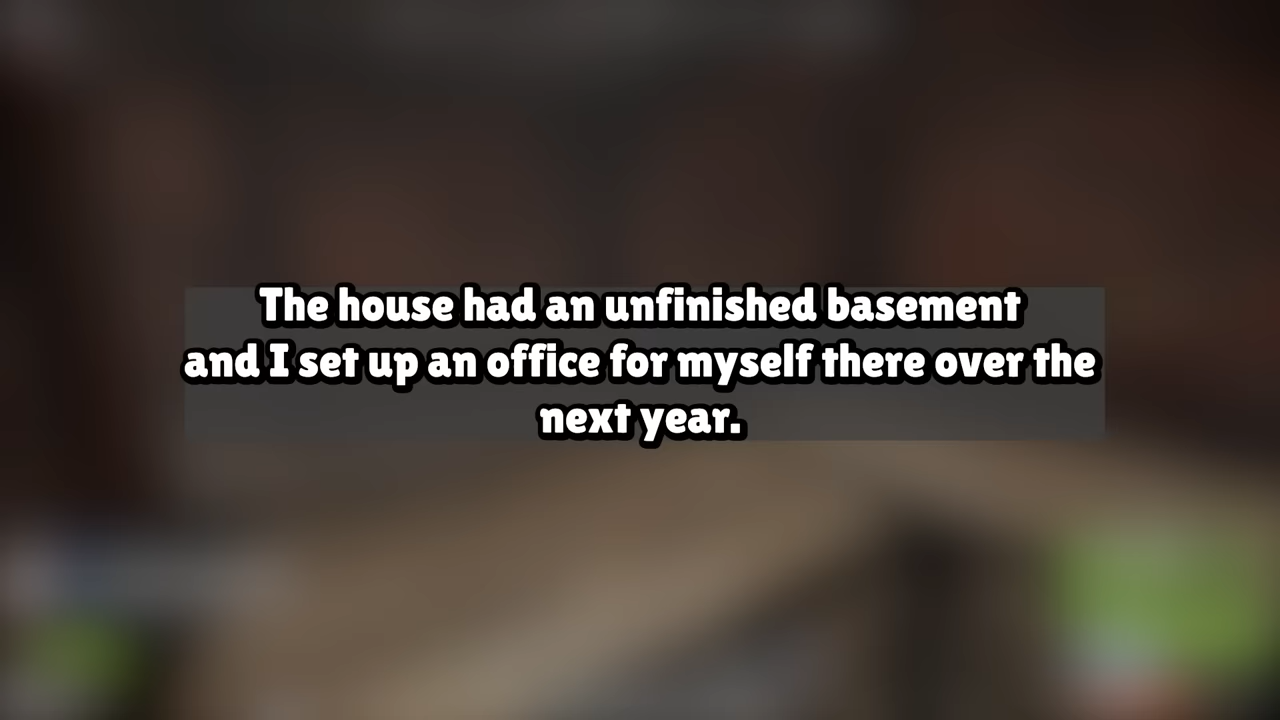 The house had an unfinished basement
and I set up an office for myself there over the
next year.